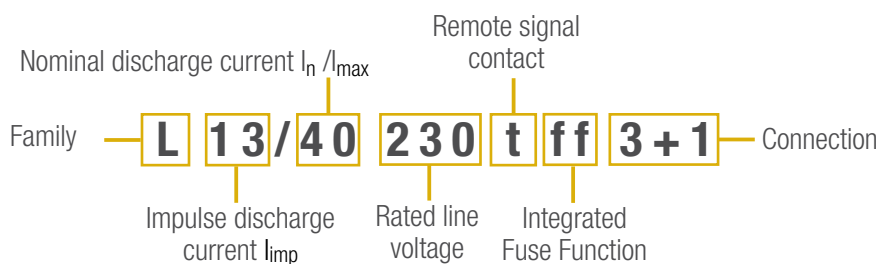 Remote signal
contact
Nominal discharge current In /Imax
Family L 13/40 230 t ff 3+1 Connection
Impulse discharge
current Iimp
Rated line
voltage
Integrated
Fuse Function